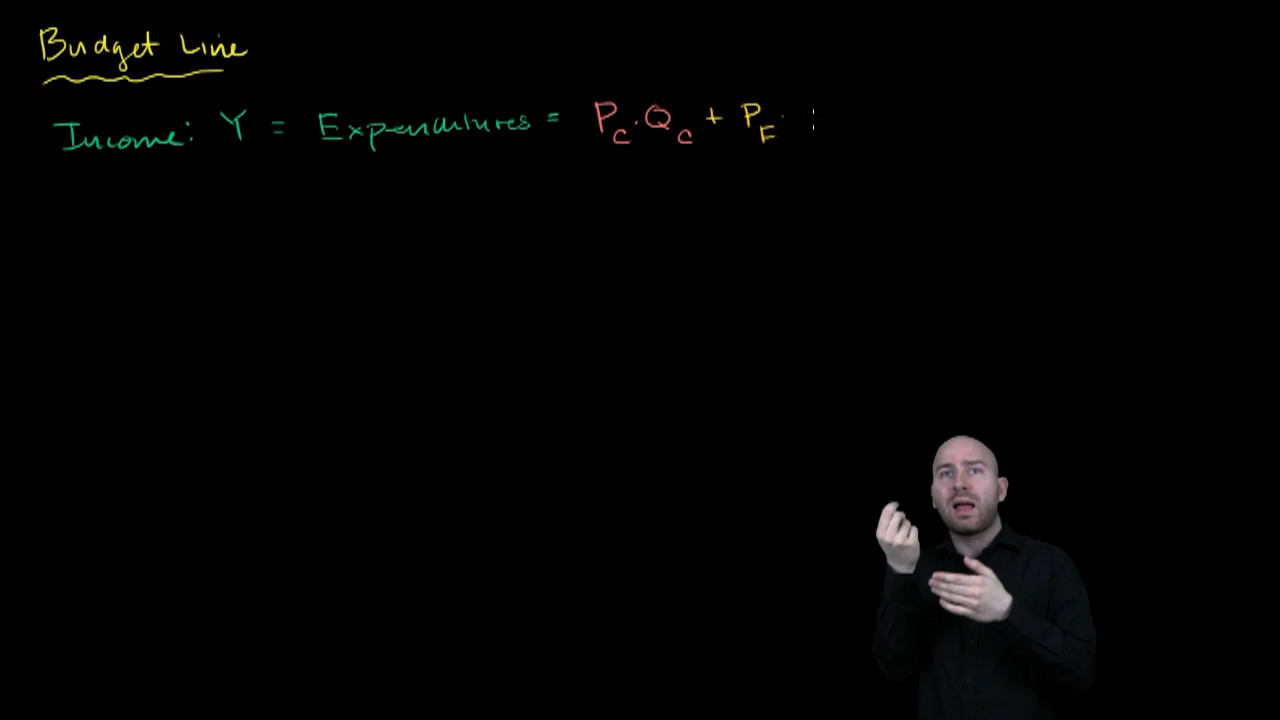 Budget Line
Income: Y = Expenditures = P_C · Q_C + P_F ·